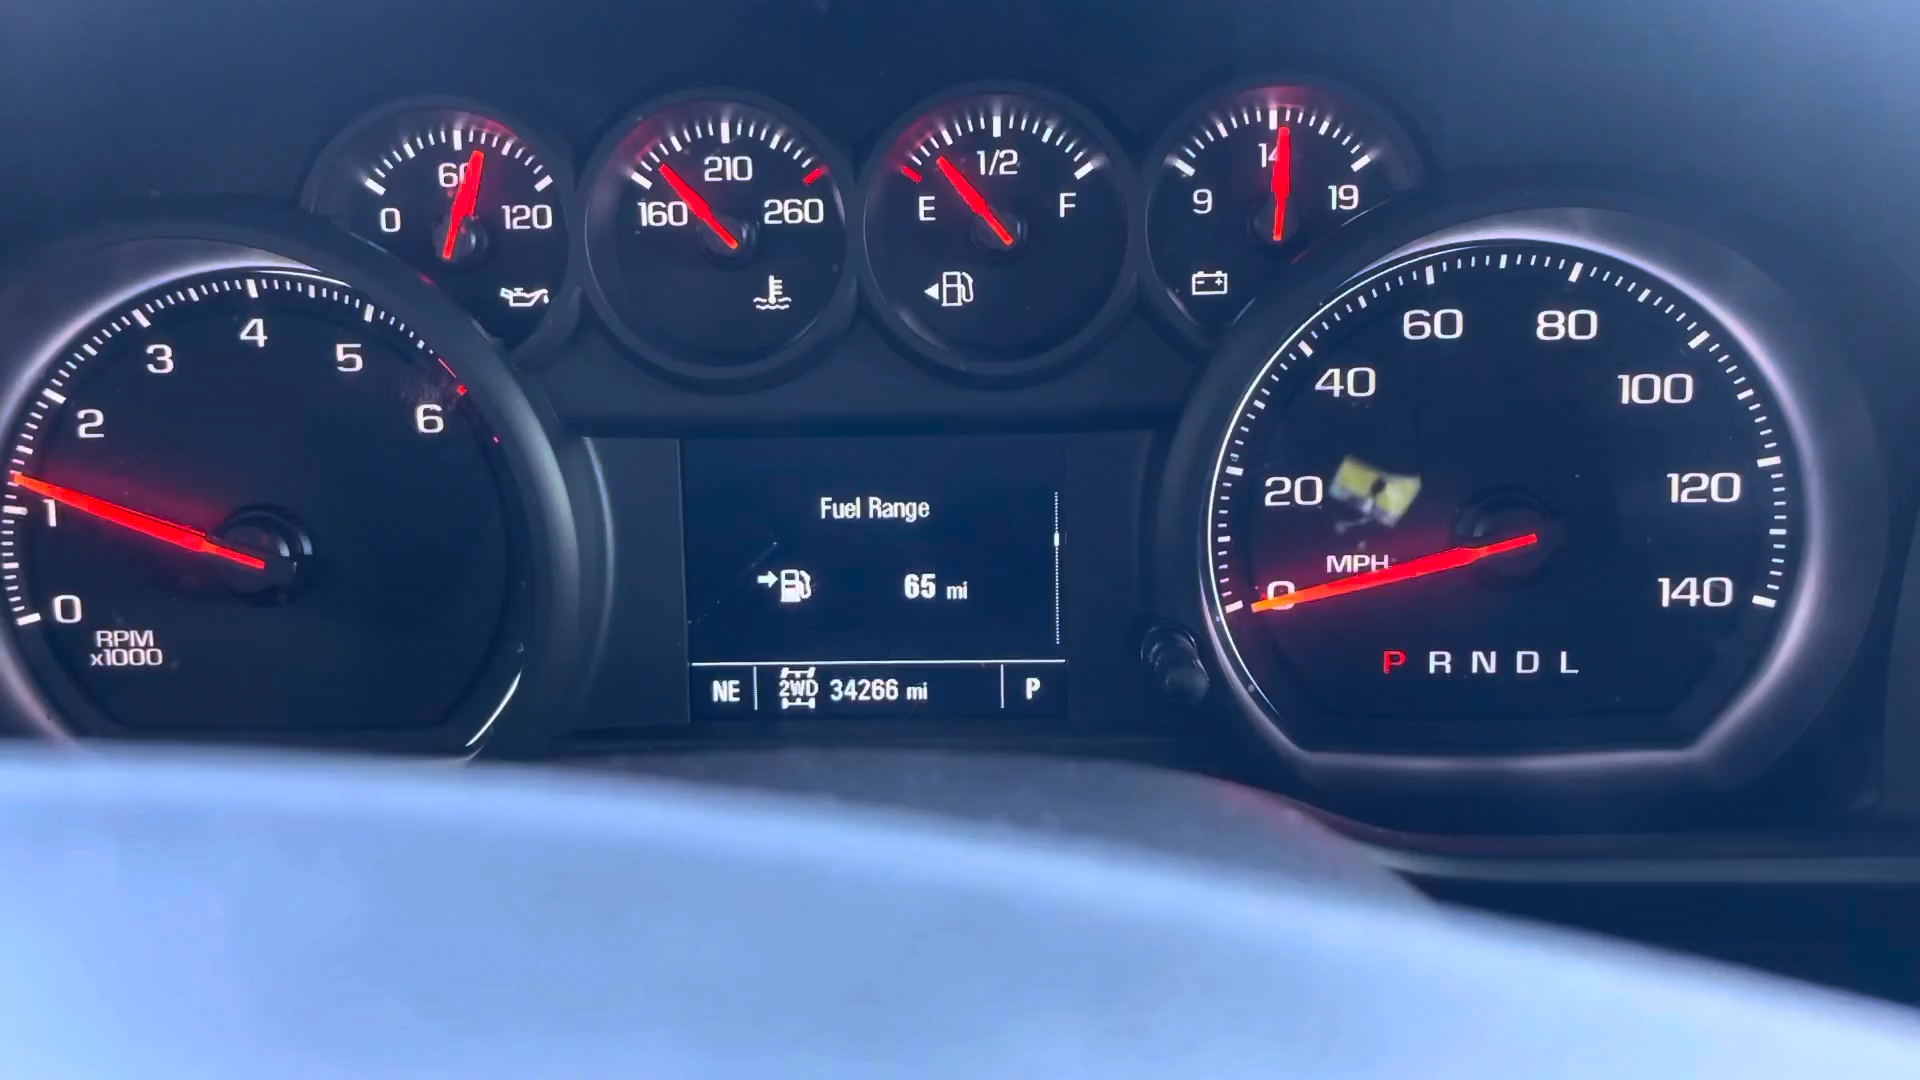 0 60 120
160 210 260
E 1/2 F
9 14 19
0 1 2 3 4 5 6
RPM
x1000
Fuel Range
65 mi
NE 2WD 34266 mi P
0 20 40 60 80 100 120 140
MPH
P R N D L